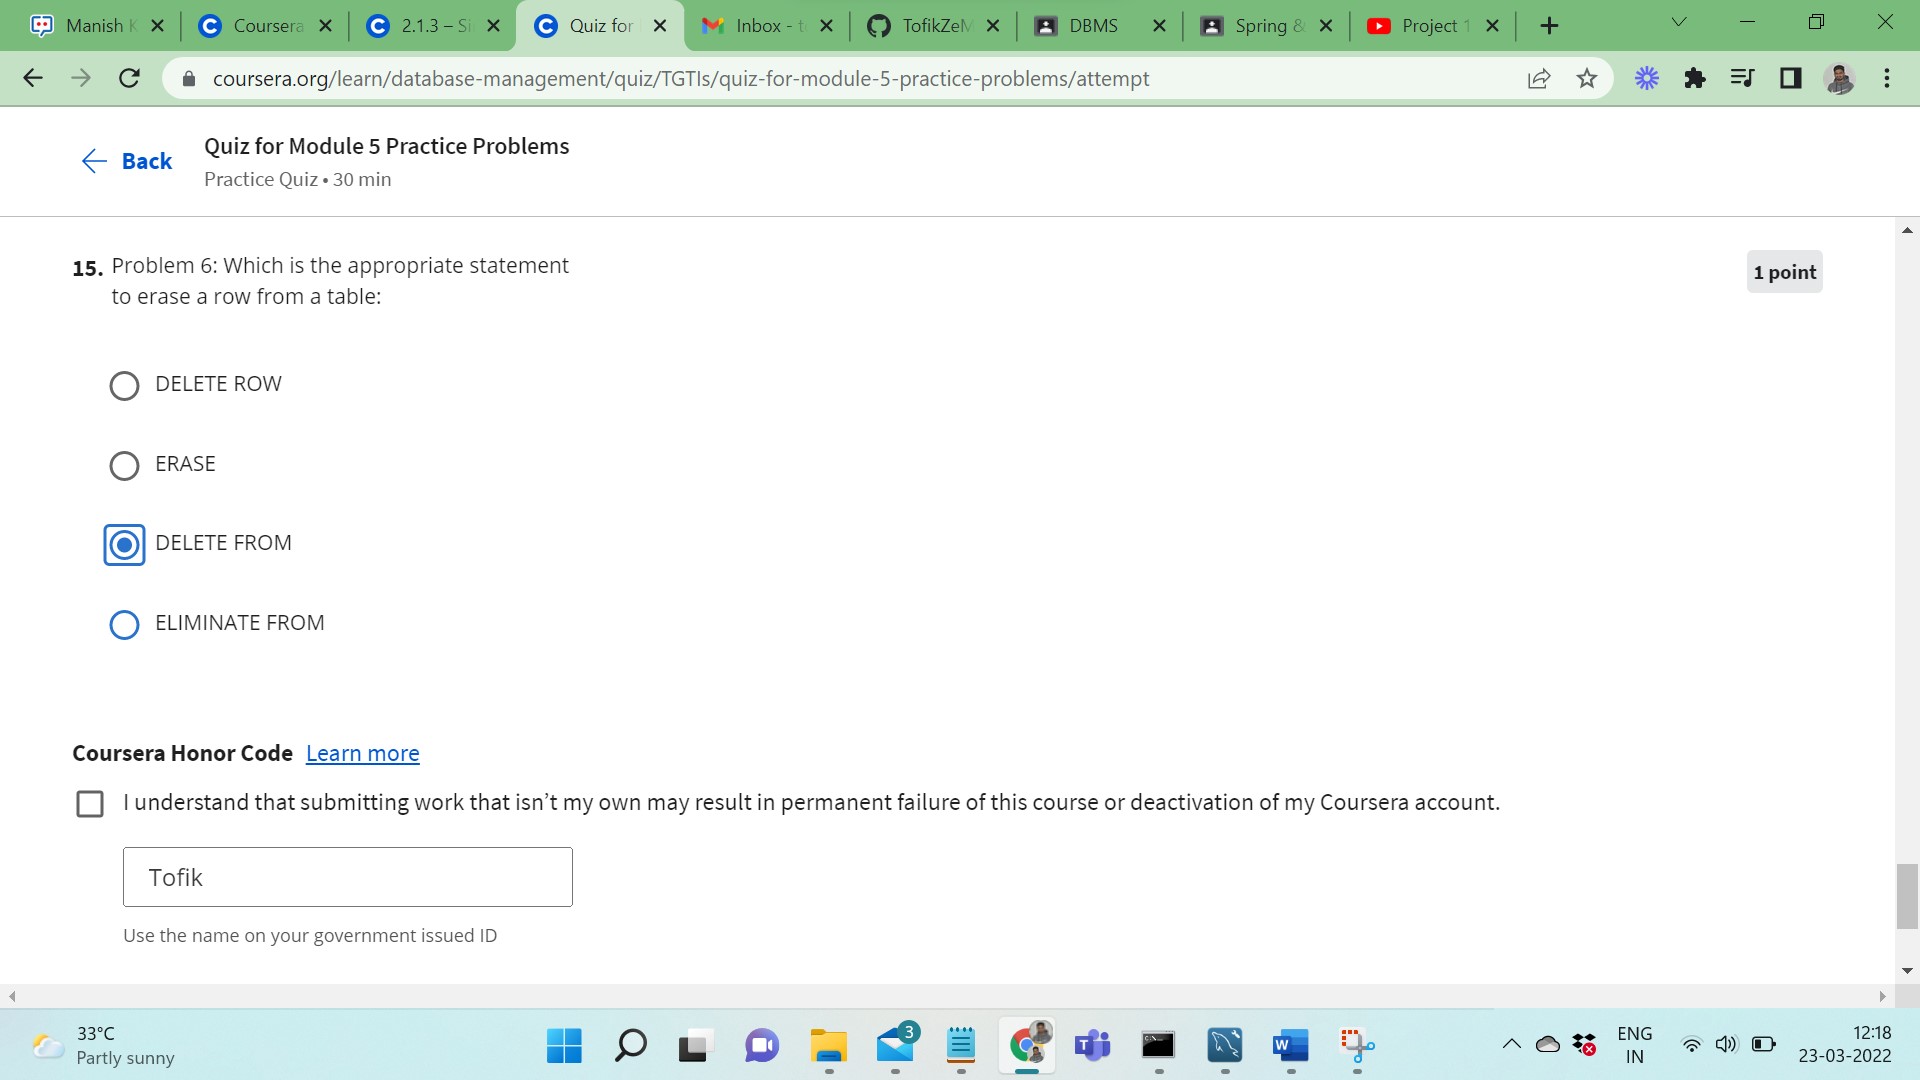 Manish K
Coursera
2.1.3 – Si
Quiz for
Inbox - t
TofikZeM
DBMS
Spring &
Project 1
coursera.org/learn/database-management/quiz/TGTIs/quiz-for-module-5-practice-problems/attempt
Back
Quiz for Module 5 Practice Problems
Practice Quiz • 30 min
15. Problem 6: Which is the appropriate statement
to erase a row from a table:
1 point
DELETE ROW
ERASE
DELETE FROM
ELIMINATE FROM
Coursera Honor Code Learn more
I understand that submitting work that isn’t my own may result in permanent failure of this course or deactivation of my Coursera account.
Tofik
Use the name on your government issued ID
33°C
Partly sunny
3
ENG
IN
12:18
23-03-2022